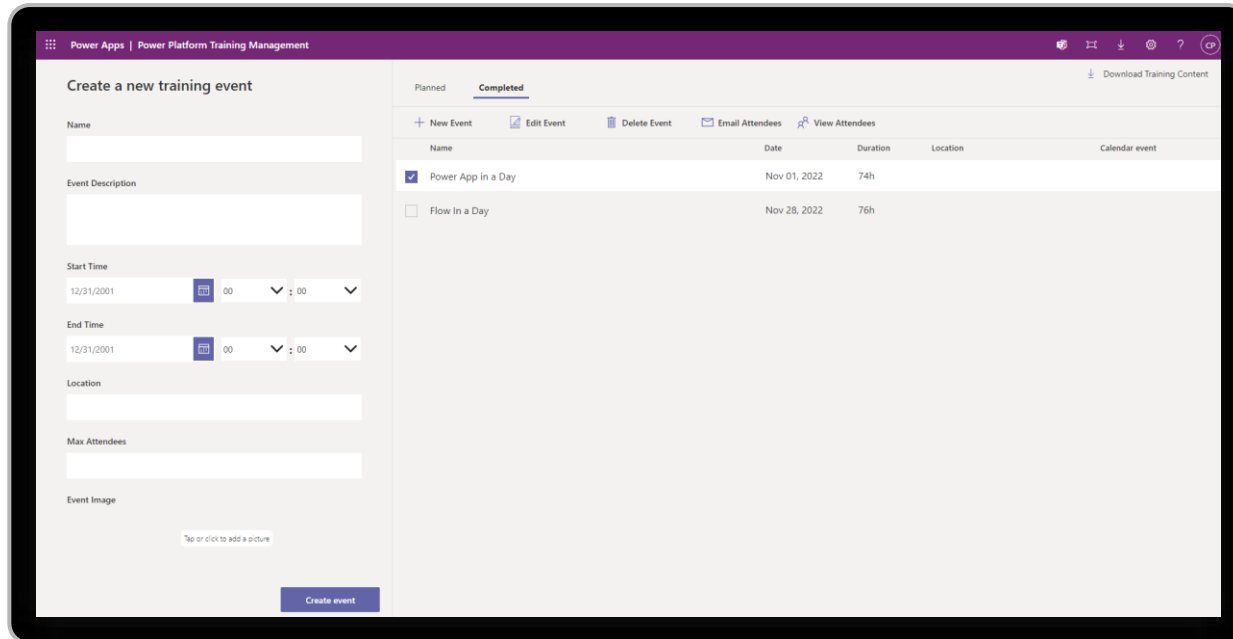 Power Apps | Power Platform Training Management
? CP
Create a new training event
Name
Event Description
Start Time
12/31/2001 00 : 00
End Time
12/31/2001 00 : 00
Location
Max Attendees
Event Image
Tap or click to add a picture
Create event
Download Training Content
Planned Completed
New Event Edit Event Delete Event Email Attendees View Attendees
Name Date Duration Location Calendar event
Power App in a Day Nov 01, 2022 74h
Flow In a Day Nov 28, 2022 76h